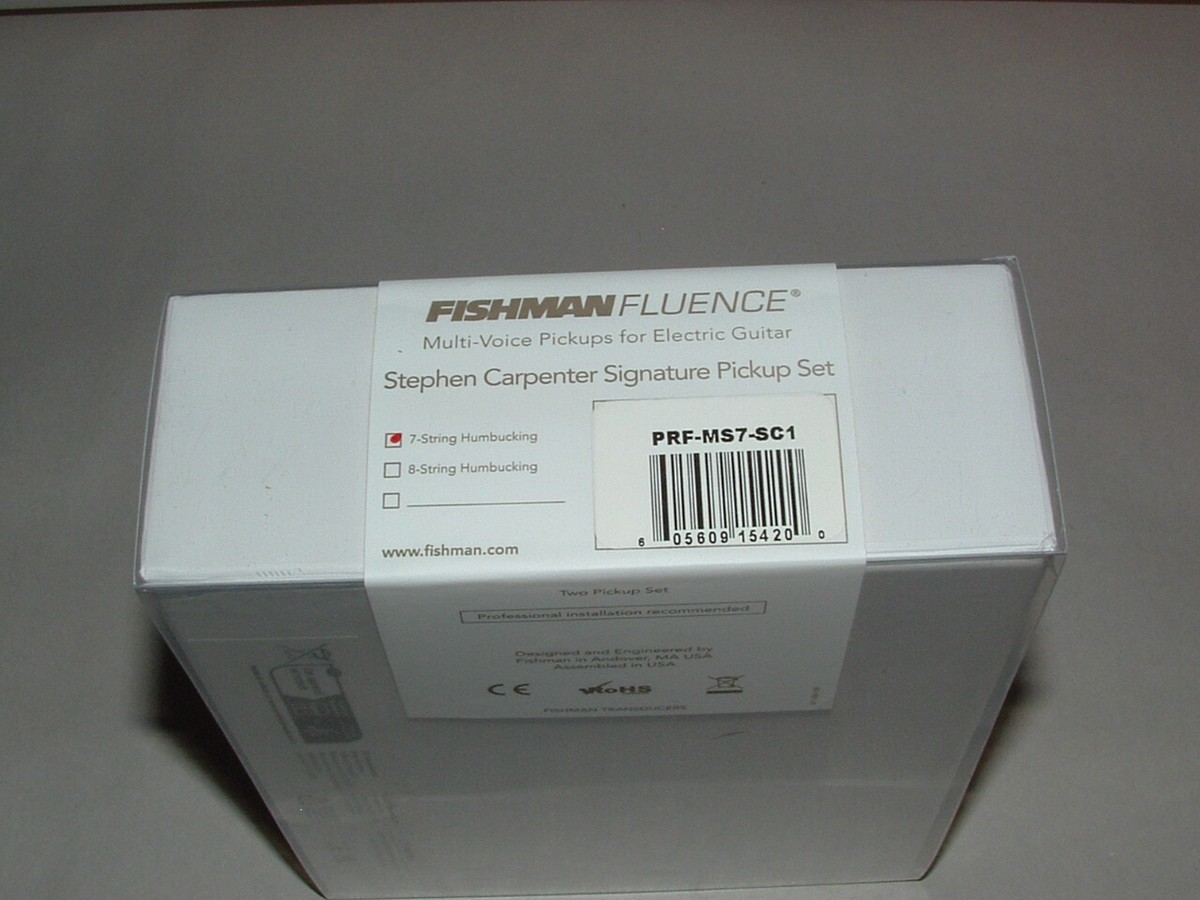 FISHMAN FLUENCE®
Multi-Voice Pickups for Electric Guitar
Stephen Carpenter Signature Pickup Set
7-String Humbucking
8-String Humbucking
www.fishman.com
PRF-MS7-SC1
6 05609 15420 0
Two Pickup Set
Professional installation recommended
Designed and Engineered by
Fishman in Andover, MA USA
Assembled in USA
CE RoHS
FISHMAN TRANSDUCERS